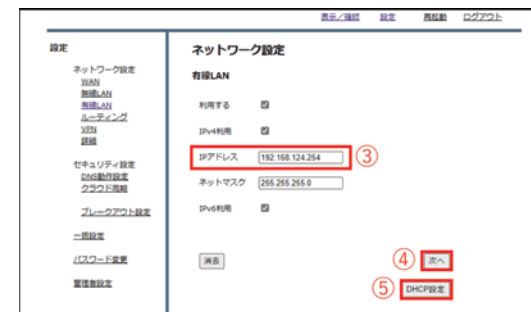 表示/確認 設定 再起動 ログアウト
設定
ネットワーク設定
WAN
無線LAN
有線LAN
ルーティング
VPN
詳細
セキュリティ設定
DNS動作設定
クラウド周期
ブレークアウト設定
一括設定
パスワード変更
管理者設定
ネットワーク設定
有線LAN
利用する
IPv4利用
IPアドレス 192.168.124.254 ③
ネットマスク 255.255.255.0
IPv6利用
消去 ④ 次へ
⑤ DHCP設定